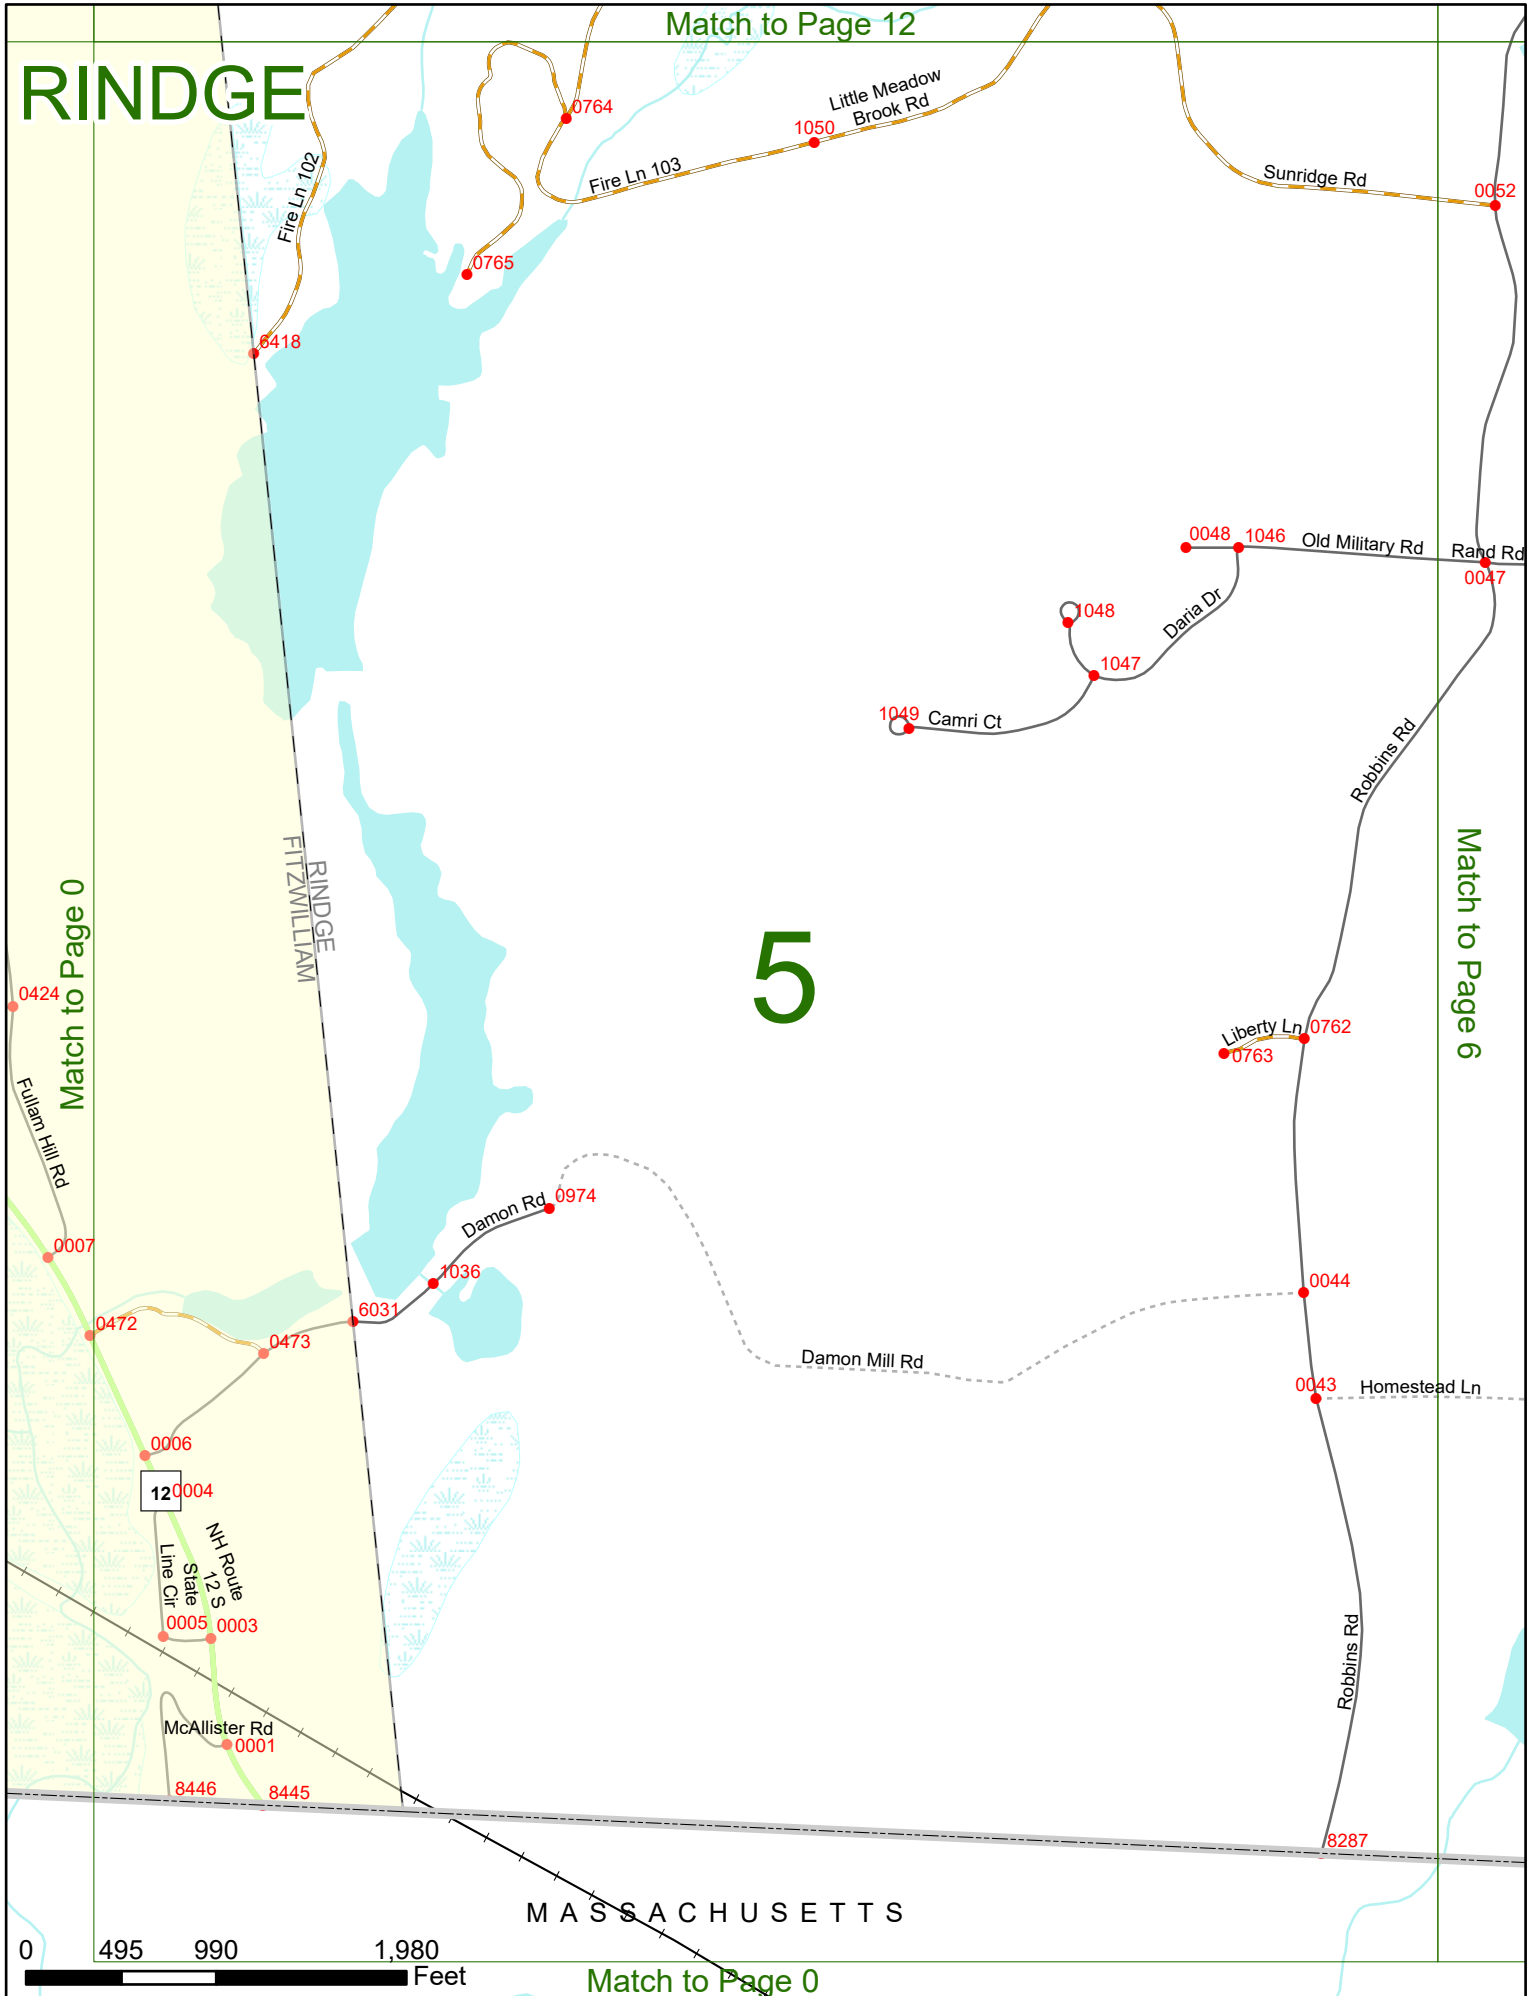 Match to Page 12
RINDGE
0764
Little Meadow
Brook Rd
1050
Fire Ln 102
Fire Ln 103
Sunridge Rd
0052
0765
6418
0048
1046
Old Military Rd
Rand Rd
0047
1048
Daria Dr
1047
1049
Camri Ct
Robbins Rd
RINDGE
FITZWILLIAM
Match to Page 0
Match to Page 6
5
0424
Liberty Ln
0762
0763
Fullam Hill Rd
0974
Damon Rd
0007
1036
0044
6031
0472
0473
Damon Mill Rd
0043
Homestead Ln
0006
12
0004
NH Route
12 S
State
Line Cir
0005
0003
Robbins Rd
McAllister Rd
0001
8446
8445
8287
MASSACHUSETTS
0 495 990 1,980
Feet
Match to Page 0